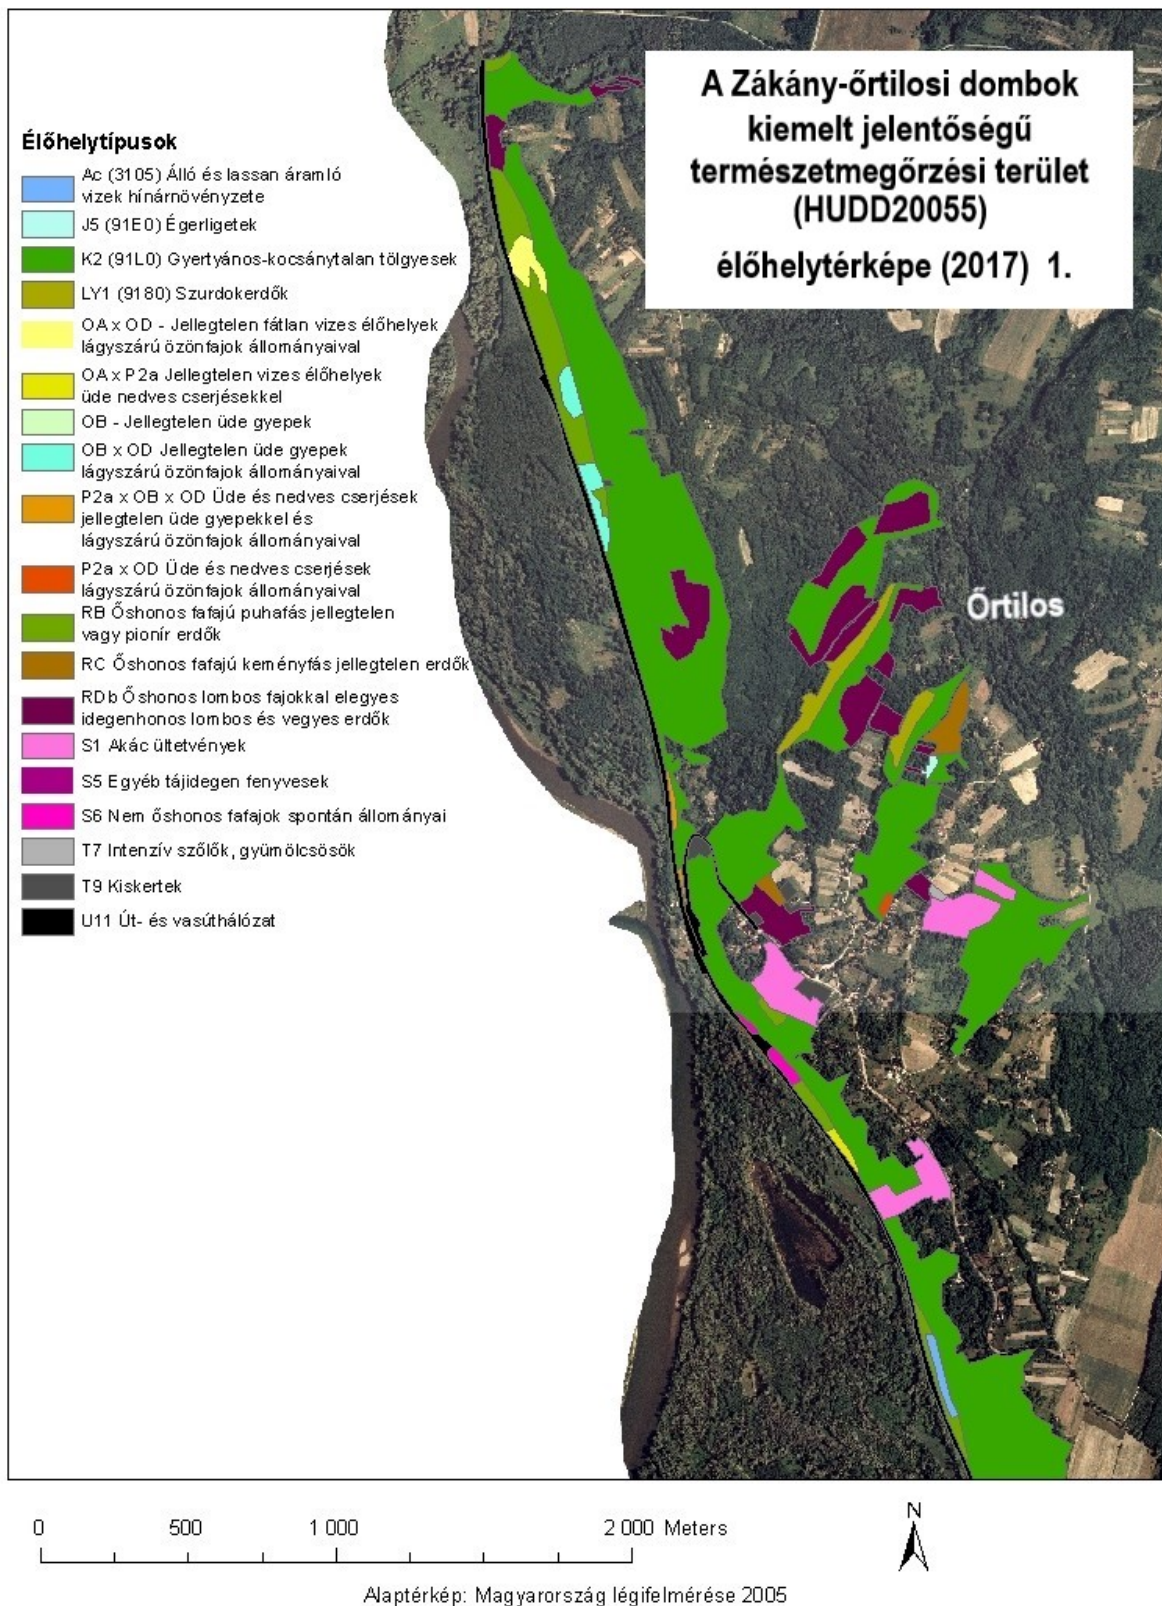 A Zákány-őrtilosi dombok
kiemelt jelentőségű
természetmegőrzési terület
(HUDD20055)
élőhelytérképe (2017) 1.
Élőhelytípusok
Ac (3105) Álló és lassan áramló
vizek hínárnövényzete
J5 (91E0) Égerligetek
K2 (91L0) Gyertyános-kocsánytalan tölgyesek
LY1 (9180) Szurdokerdők
OA x OD - Jellegtelen fátlan vizes élőhelyek
lágyszárú özönfajok állományaival
OA x P2a Jellegtelen vizes élőhelyek
üde nedves cserjésekkel
OB - Jellegtelen üde gyepek
OB x OD Jellegtelen üde gyepek
lágyszárú özönfajok állományaival
P2a x OB x OD Üde és nedves cserjések
jellegtelen üde gyepekkel és
lágyszárú özönfajok állományaival
P2a x OD Üde és nedves cserjések
lágyszárú özönfajok állományaival
RB Őshonos fafajú puhafás jellegtelen
vagy pionír erdők
RC Őshonos fafajú keményfás jellegtelen erdők
RDb Őshonos lombos fajokkal elegyes
idegenhonos lombos és vegyes erdők
S1 Akác ültetvények
S5 Egyéb tájidegen fenyvesek
S6 Nem őshonos fafajok spontán állományai
T7 Intenzív szőlők, gyümölcsösök
T9 Kiskertek
U11 Út- és vasúthálózat
Őrtilos
0 500 1 000 2 000 Meters
N
Alaptérkép: Magyarország légifelmérése 2005